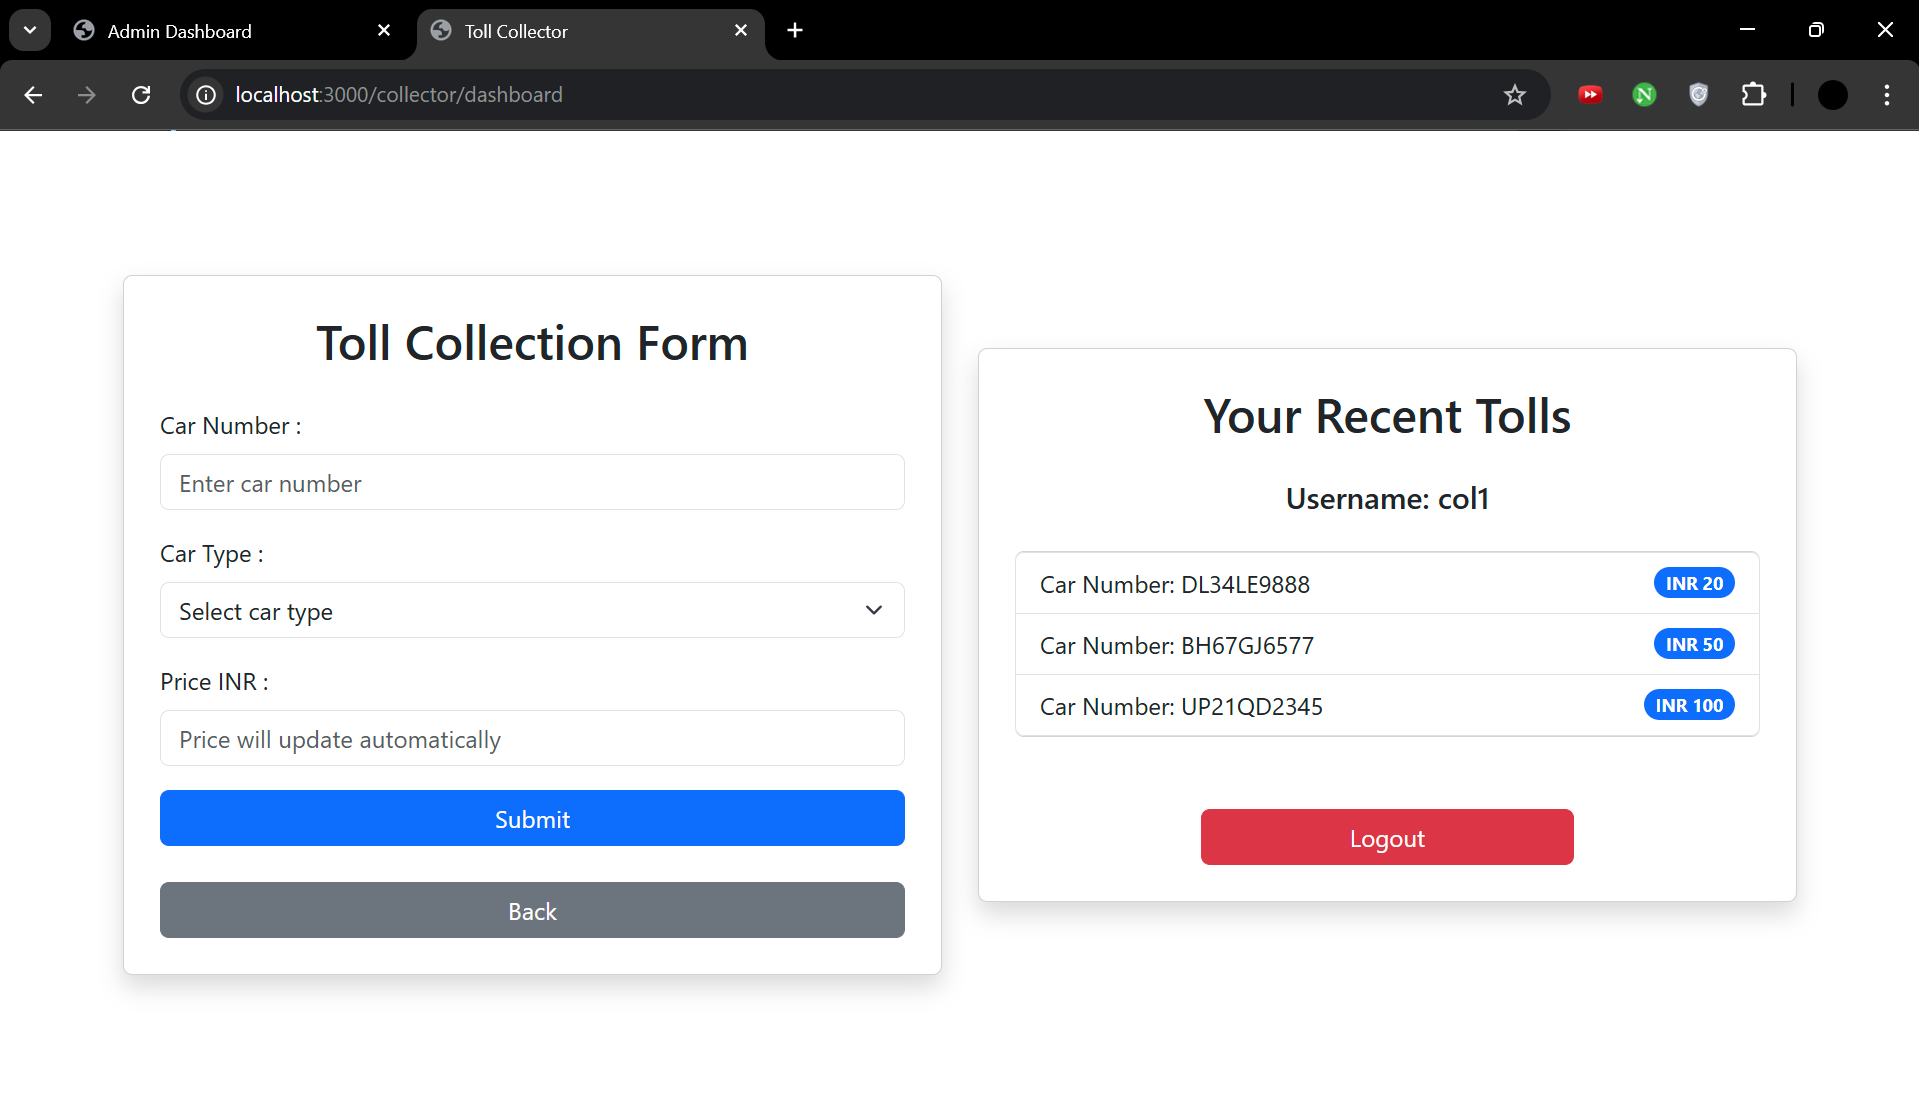 Admin Dashboard
Toll Collector
localhost:3000/collector/dashboard
Toll Collection Form
Car Number :
Enter car number
Car Type :
Select car type
Price INR :
Price will update automatically
Submit
Back
Your Recent Tolls
Username: col1
Car Number: DL34LE9888 INR 20
Car Number: BH67GJ6577 INR 50
Car Number: UP21QD2345 INR 100
Logout